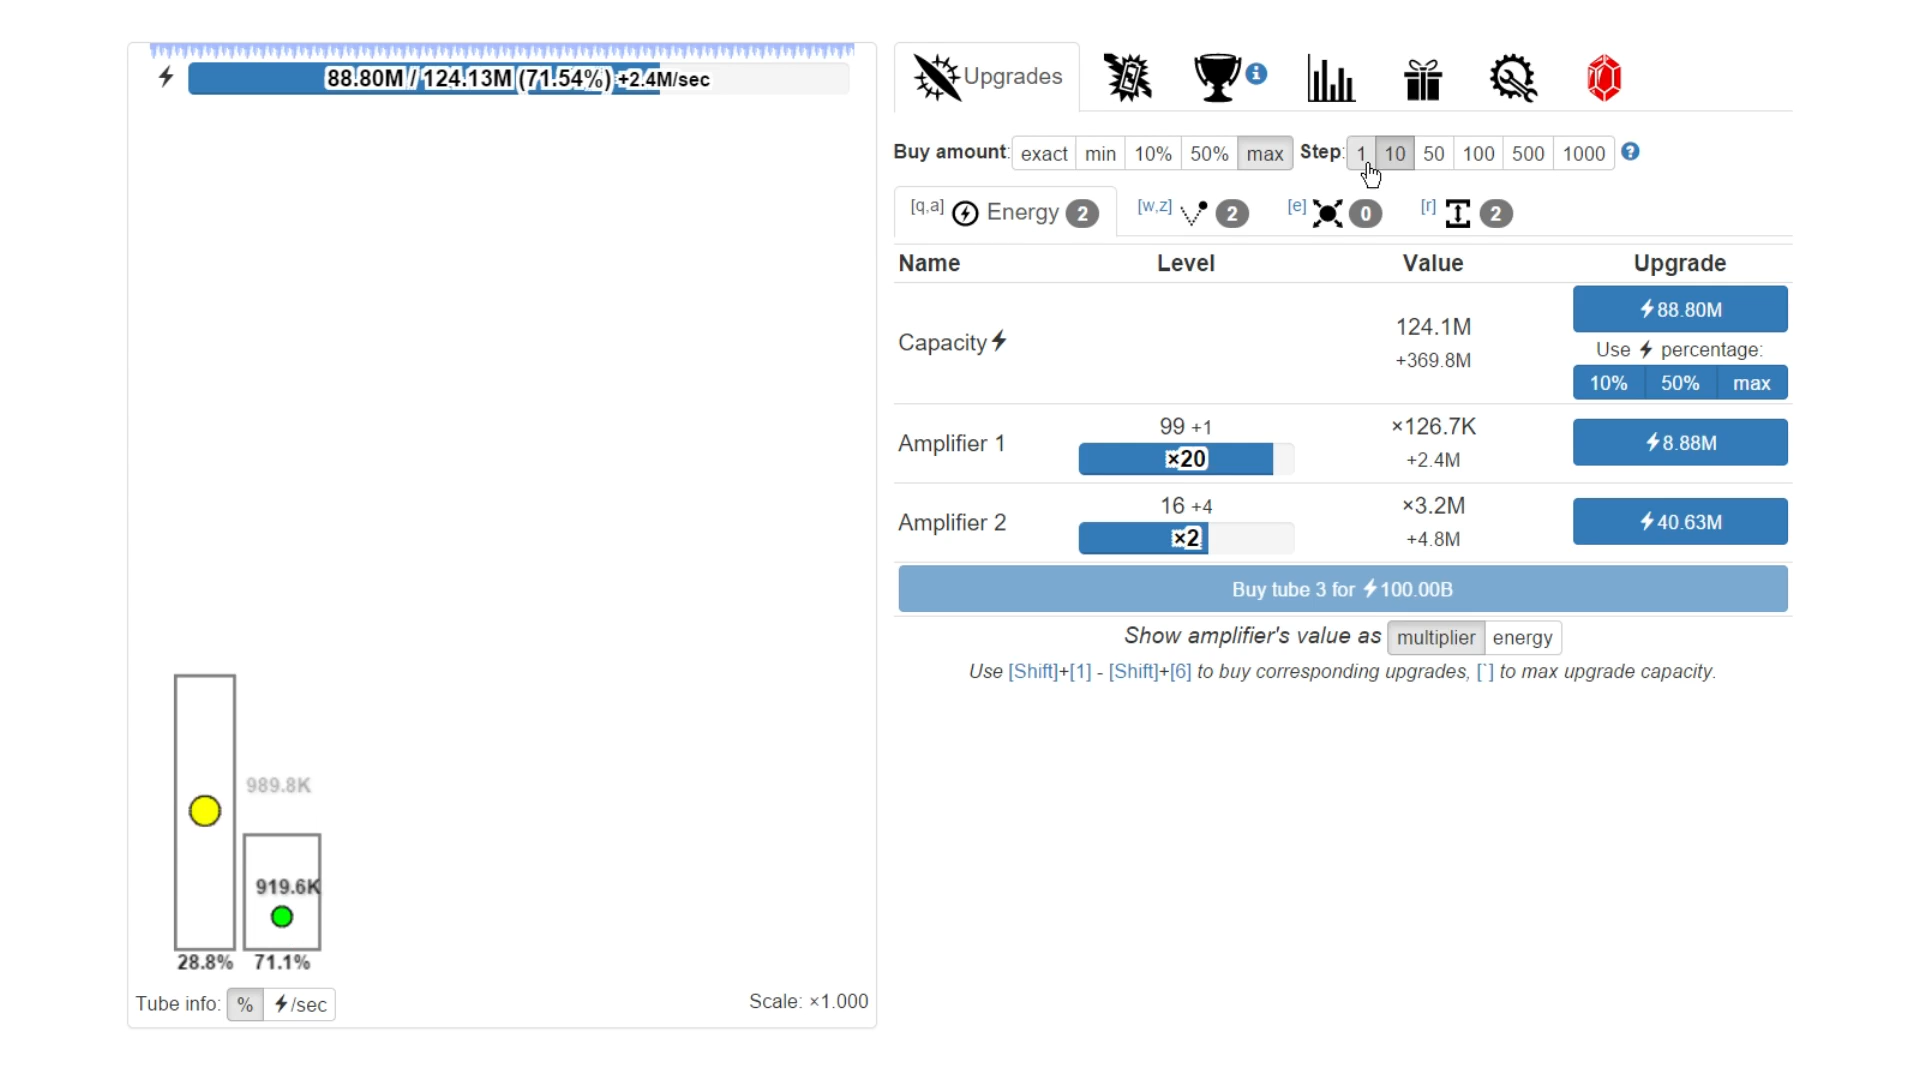 88.80M / 124.13M (71.54%) +2.4M/sec
Upgrades
Buy amount: exact min 10% 50% max Step: 1 10 50 100 500 1000
[q,a] Energy 2 [w,z] 2 [e] 0 [r] 2
Name Level Value Upgrade
Capacity 124.1M +369.8M 88.80M
Use percentage:
10% 50% max
Amplifier 1 99 +1 ×20 ×126.7K +2.4M 8.88M
Amplifier 2 16 +4 ×2 ×3.2M +4.8M 40.63M
Buy tube 3 for 100.00B
Show amplifier's value as multiplier energy
Use [Shift]+[1] - [Shift]+[6] to buy corresponding upgrades, [`] to max upgrade capacity.
989.8K
919.6K
28.8% 71.1%
Tube info: % /sec
Scale: ×1.000